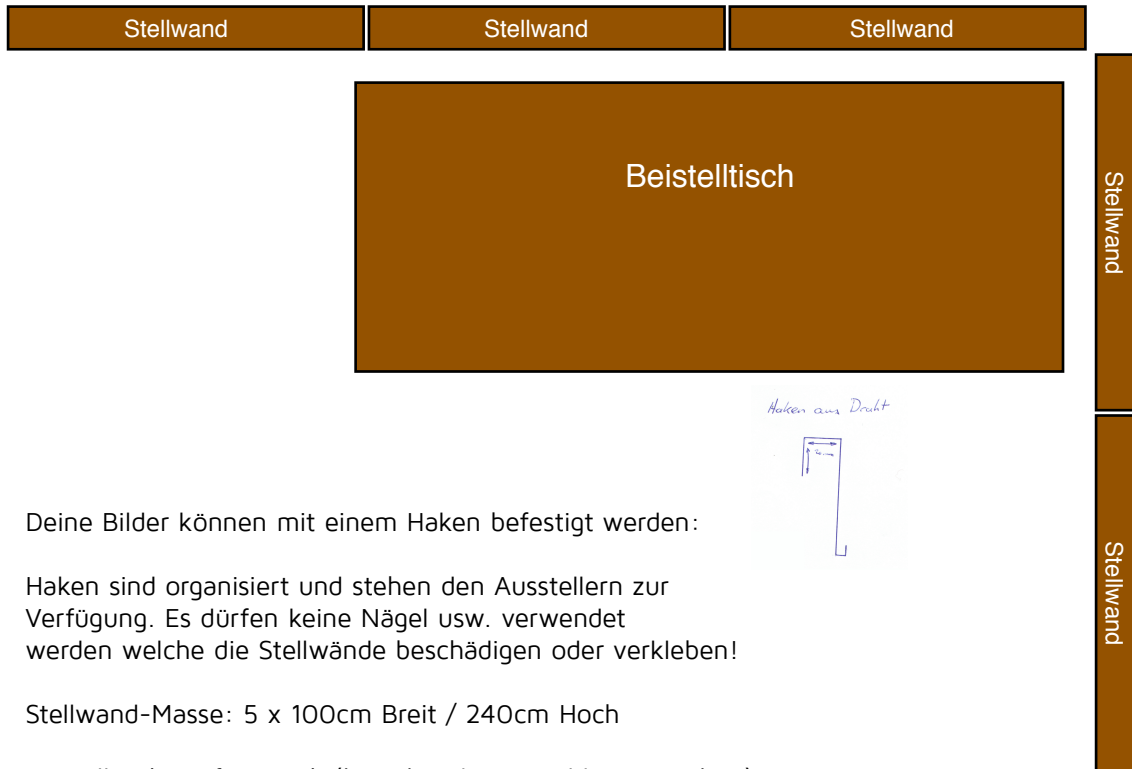 Stellwand
Stellwand
Stellwand
Beistelltisch
Stellwand
Haken aus Draht
Stellwand
Deine Bilder können mit einem Haken befestigt werden:
Haken sind organisiert und stehen den Ausstellern zur
Verfügung. Es dürfen keine Nägel usw. verwendet
werden welche die Stellwände beschädigen oder verkleben!
Stellwand-Masse: 5 x 100cm Breit / 240cm Hoch